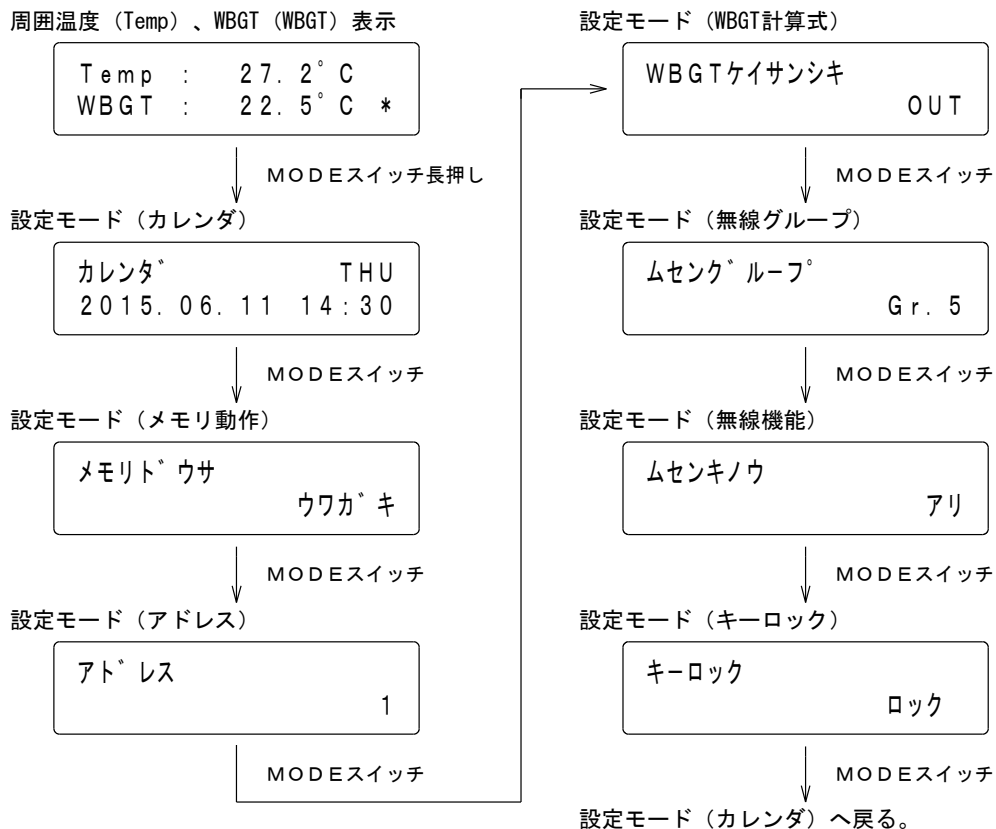 周囲温度（Temp）、WBGT（WBGT）表示
Temp : 27.2°C
WBGT : 22.5°C *
MODEスイッチ長押し
設定モード（カレンダ）
カレンダ゛ THU
2015.06.11 14:30
MODEスイッチ
設定モード（メモリ動作）
メモリト゛ウサ
ウワカ゛キ
MODEスイッチ
設定モード（アドレス）
アト゛レス
1
MODEスイッチ
設定モード（WBGT計算式）
WBGTケイサンシキ
OUT
MODEスイッチ
設定モード（無線グループ）
ムセンク゛ルーフ゜
Gr.5
MODEスイッチ
設定モード（無線機能）
ムセンキノウ
アリ
MODEスイッチ
設定モード（キーロック）
キーロック
ロック
MODEスイッチ
設定モード（カレンダ）へ戻る。